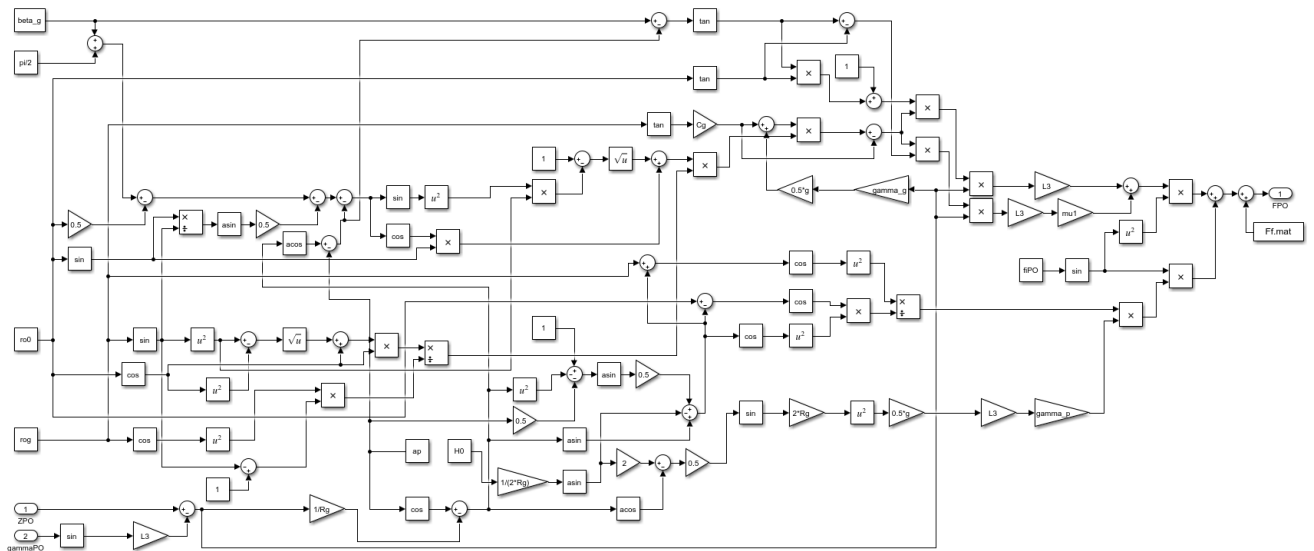 beta_g
tan
pi/2
1
tan
×
×
tan
Cg
×
×
1
√u
×
0.5*g
gamma_g
×
L3
×
sin
u²
×
×
L3
mu1
1
FPO
0.5
×
÷
asin
0.5
acos
cos
×
u²
Ff.mat
sin
cos
u²
fiPO
sin
×
cos
×
×
÷
×
ro0
sin
u²
√u
×
×
÷
1
cos
u²
cos
u²
×
u²
asin
0.5
0.5
sin
2*Rg
u²
0.5*g
L3
gamma_p
rog
cos
u²
ap
H0
asin
2
0.5
1
1/(2*Rg)
asin
1
ZPO
1/Rg
cos
acos
2
gammaPO
sin
L3